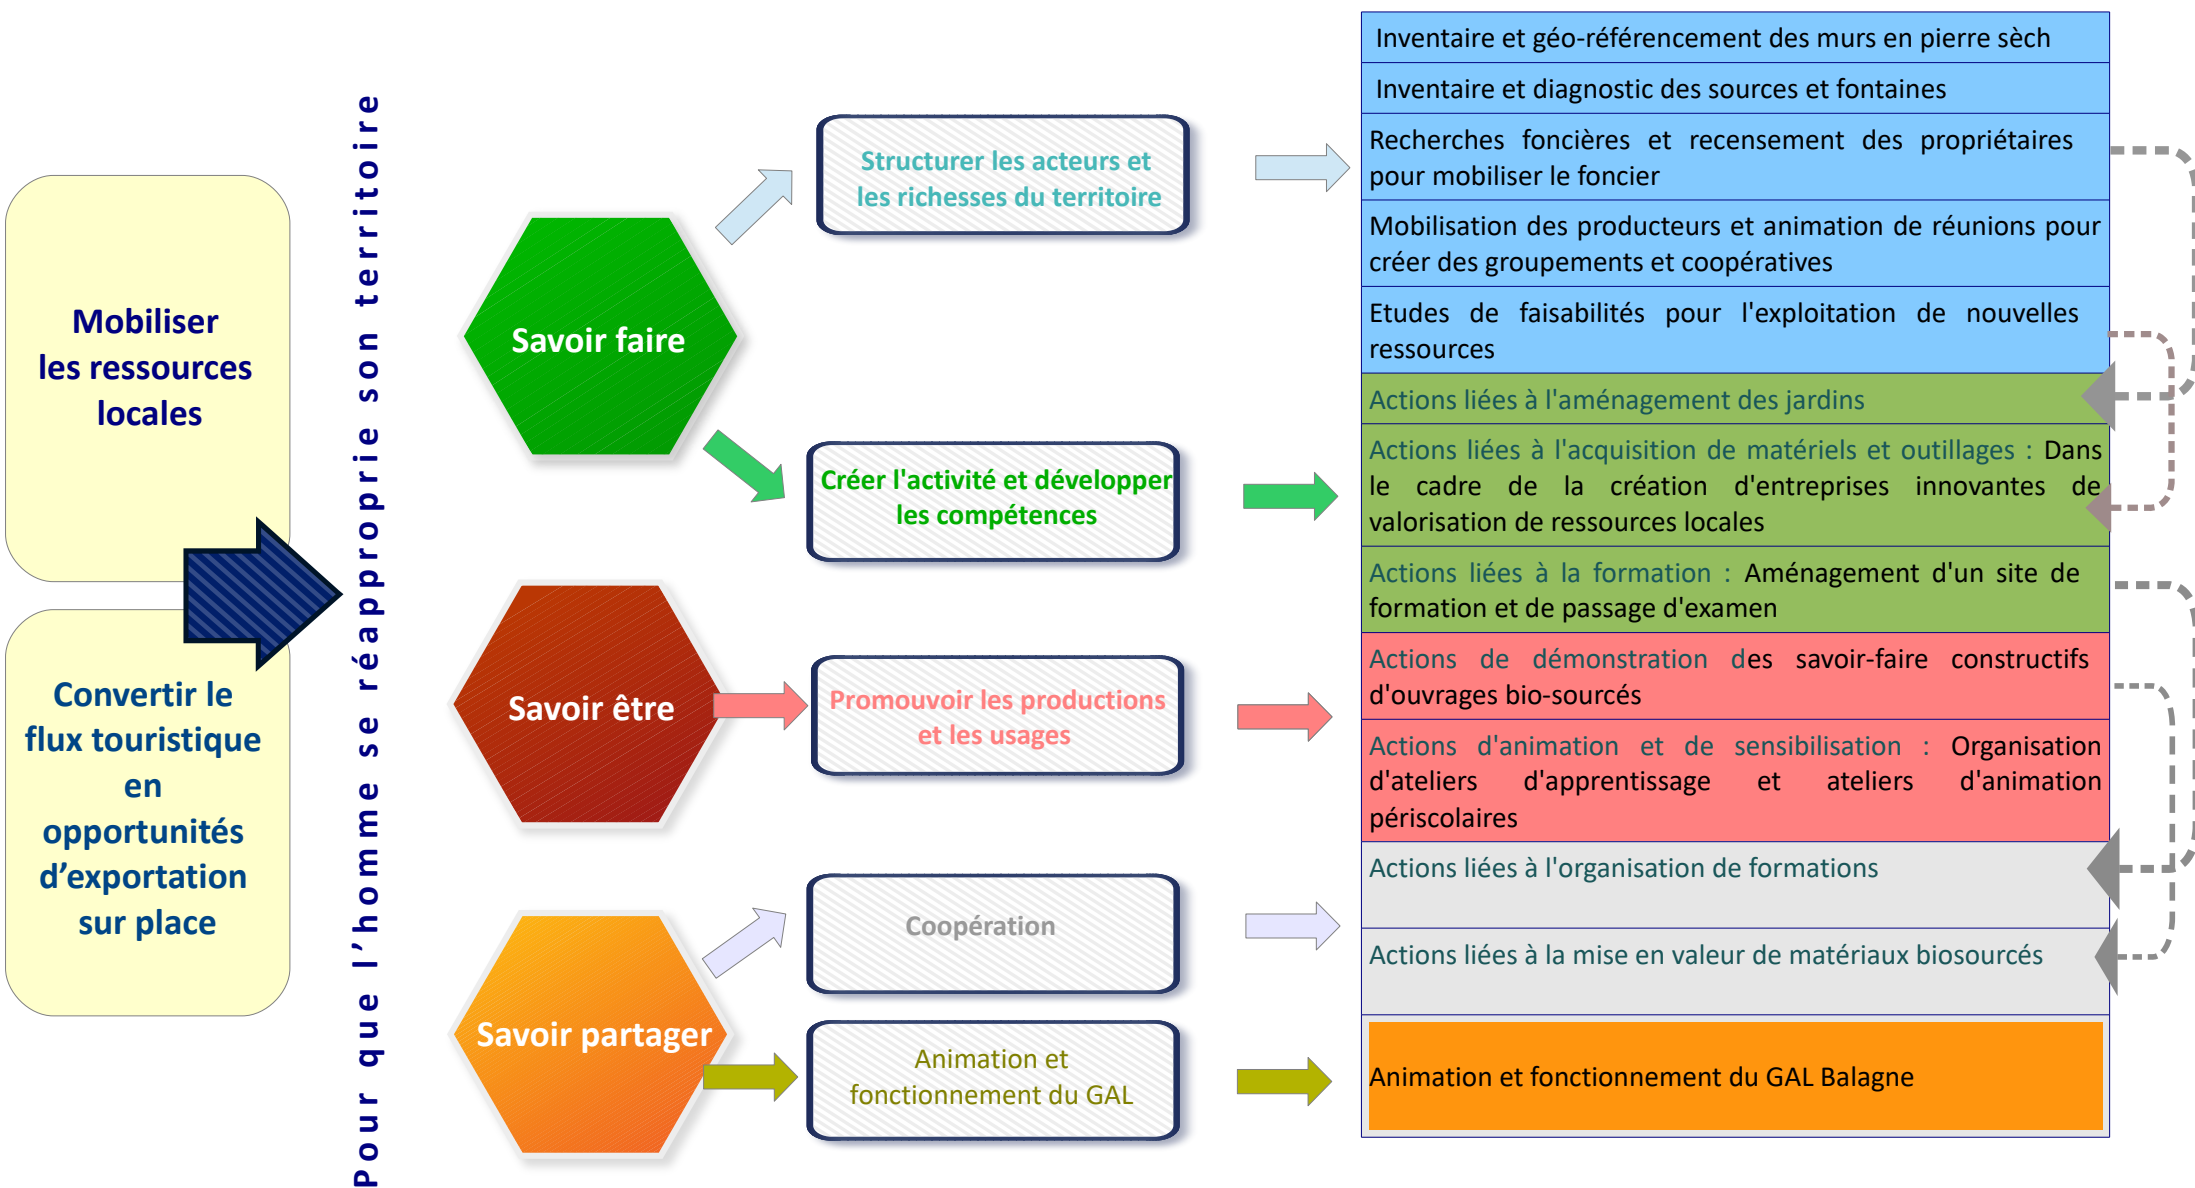 Mobiliser
les ressources
locales
Convertir le
flux touristique
en
opportunités
d’exportation
sur place
Pour que l’homme se réapproprie son territoire
Savoir faire
Savoir être
Savoir partager
Structurer les acteurs et
les richesses du territoire
Créer l'activité et développer
les compétences
Promouvoir les productions
et les usages
Coopération
Animation et
fonctionnement du GAL
Inventaire et géo-référencement des murs en pierre sèch
Inventaire et diagnostic des sources et fontaines
Recherches foncières et recensement des propriétaires
pour mobiliser le foncier
Mobilisation des producteurs et animation de réunions pour
créer des groupements et coopératives
Etudes de faisabilités pour l'exploitation de nouvelles
ressources
Actions liées à l'aménagement des jardins
Actions liées à l'acquisition de matériels et outillages : Dans
le cadre de la création d'entreprises innovantes de
valorisation de ressources locales
Actions liées à la formation : Aménagement d'un site de
formation et de passage d'examen
Actions de démonstration des savoir-faire constructifs
d'ouvrages bio-sourcés
Actions d'animation et de sensibilisation : Organisation
d'ateliers d'apprentissage et ateliers d'animation
périscolaires
Actions liées à l'organisation de formations
Actions liées à la mise en valeur de matériaux biosourcés
Animation et fonctionnement du GAL Balagne